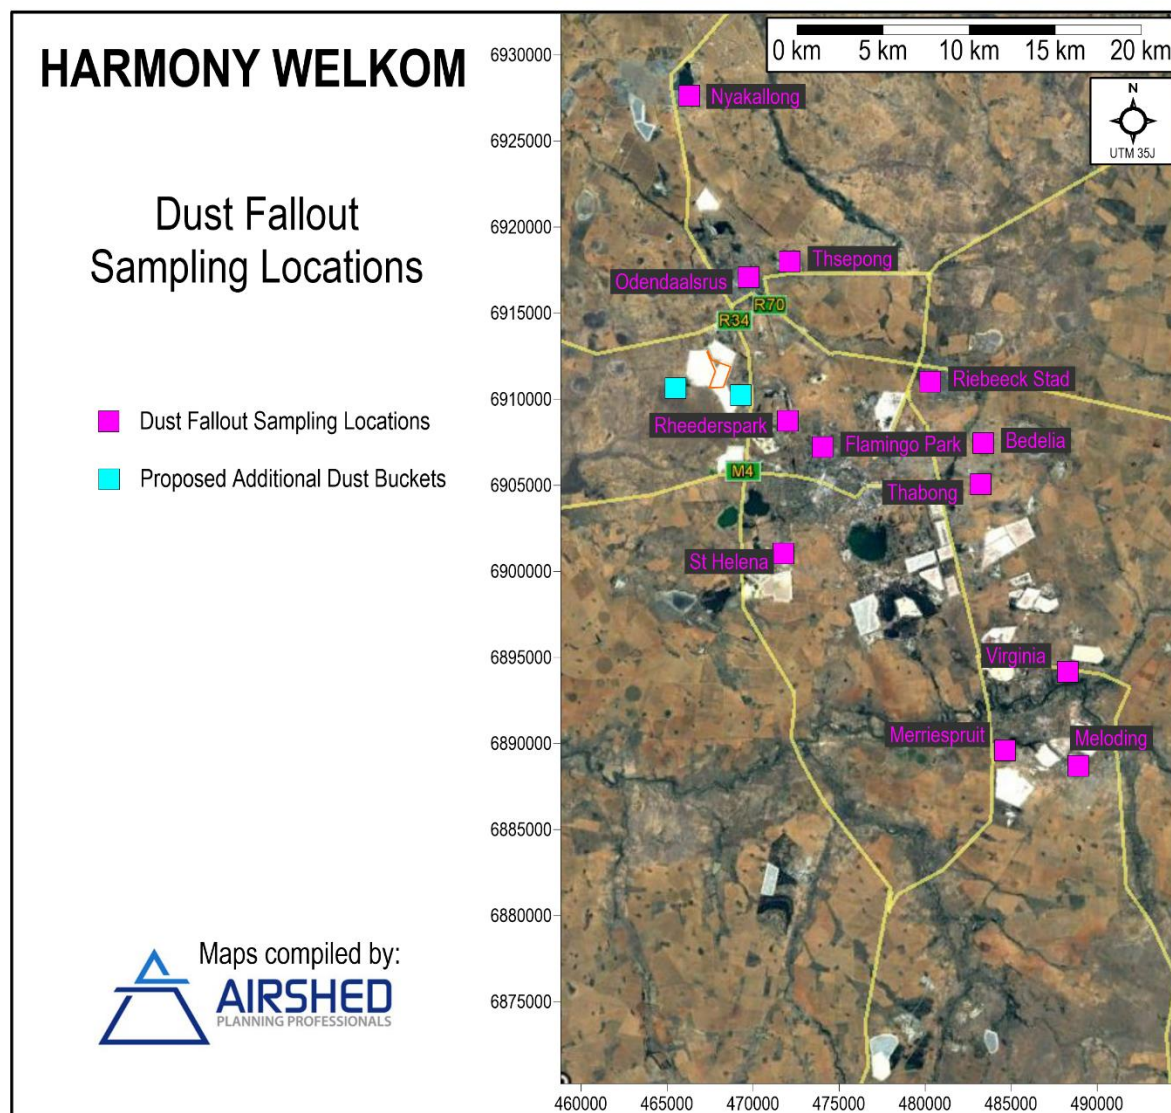 HARMONY WELKOM
Dust Fallout
Sampling Locations
Dust Fallout Sampling Locations
Proposed Additional Dust Buckets
Maps compiled by:
AIRSHED
PLANNING PROFESSIONALS
0 km 5 km 10 km 15 km 20 km
N
UTM 35J
6930000
6925000
6920000
6915000
6910000
6905000
6900000
6895000
6890000
6885000
6880000
6875000
Nyakallong
Thsepong
Odendaalsrus
R70
R34
Riebeeck Stad
Rheederspark
Flamingo Park
Bedelia
M4
Thabong
St Helena
Virginia
Merriespruit
Meloding
460000 465000 470000 475000 480000 485000 490000